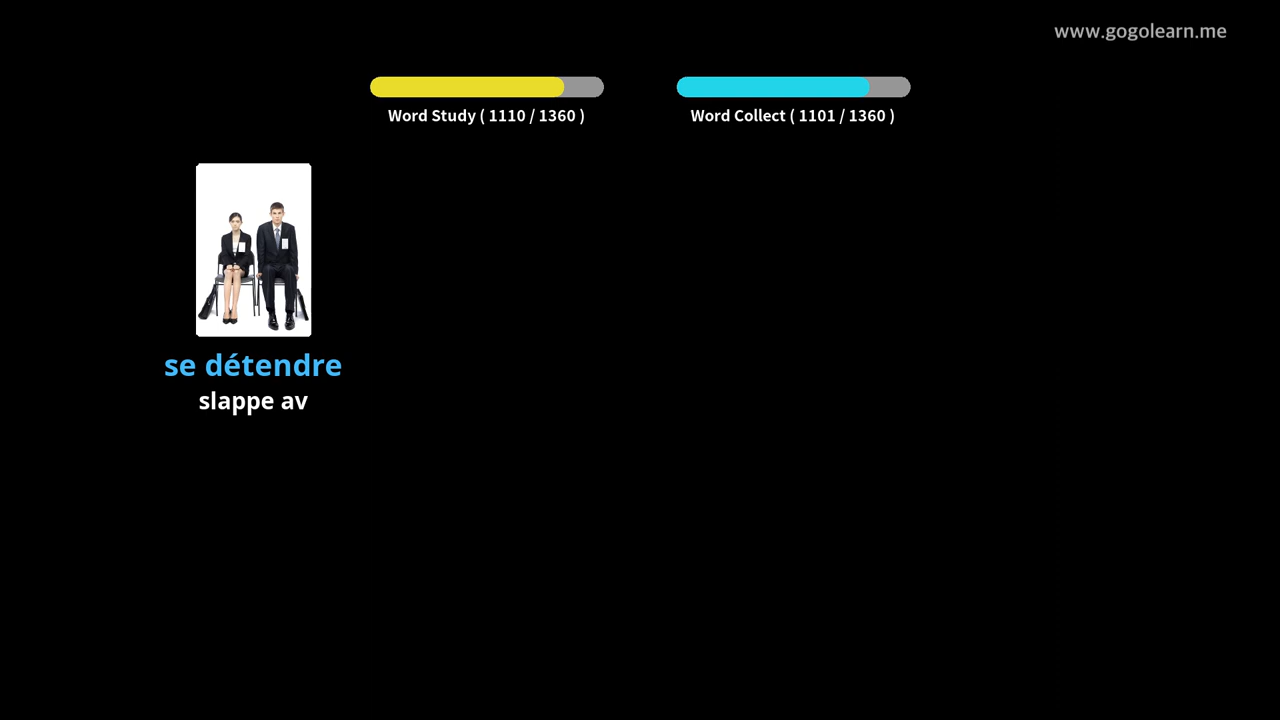 www.gogolearn.me
Word Study ( 1110 / 1360 )
Word Collect ( 1101 / 1360 )
se détendre
slappe av